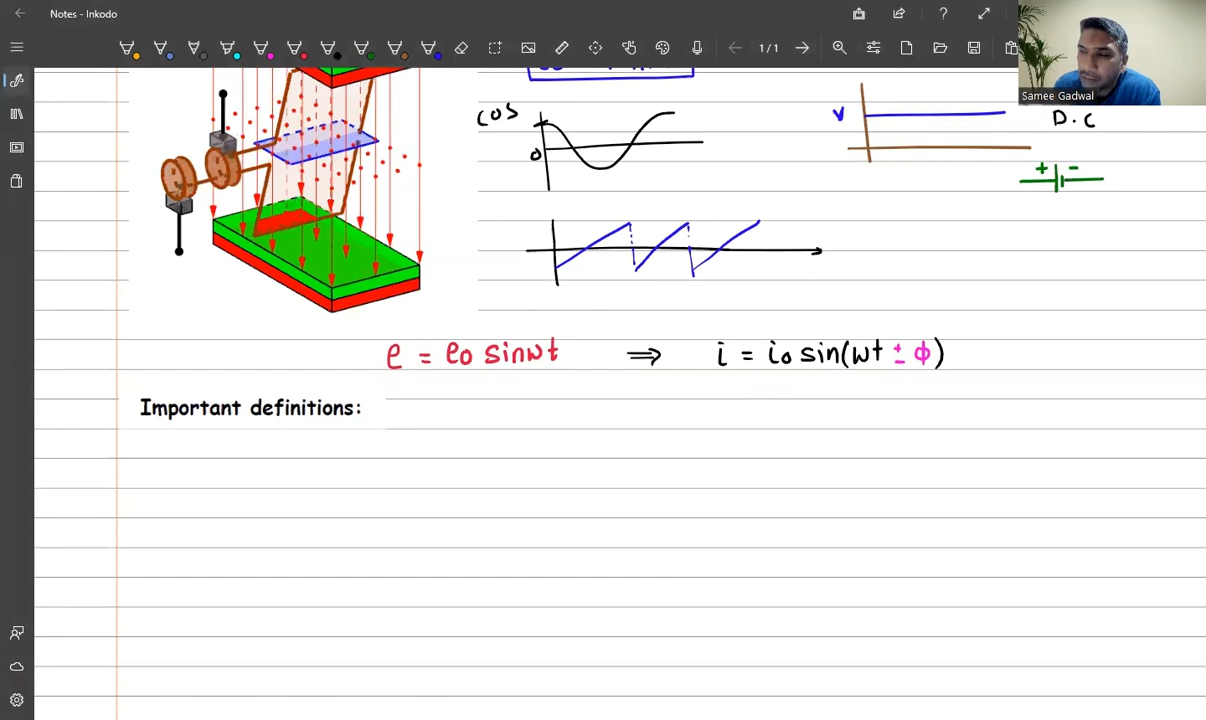 Notes - Inkodo
1/1
Samee Gadwal
cos
0
V
D.C
+ -
e = e₀ sinωt ⇒ i = i₀ sin(ωt ± ϕ)
Important definitions: